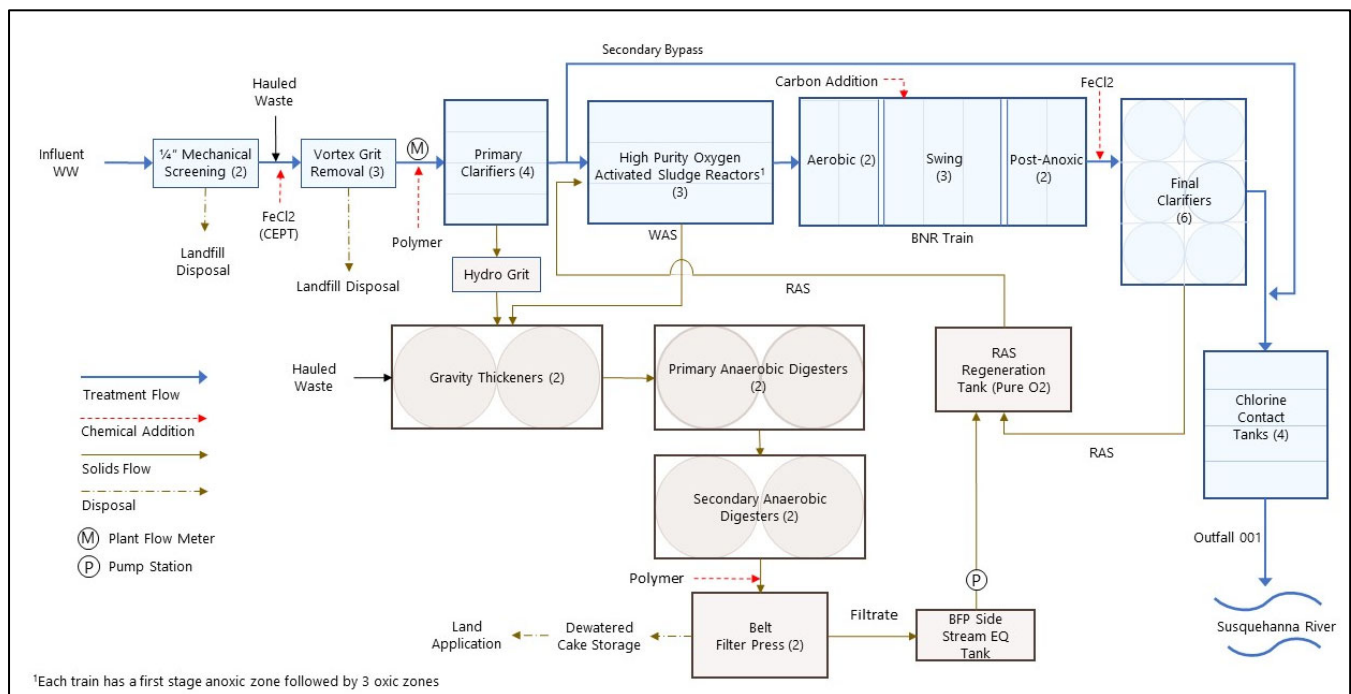 Secondary Bypass
Hauled
Waste
Carbon Addition
FeCl2
Influent
WW
¼” Mechanical
Screening (2)
Vortex Grit
Removal (3)
M
Primary
Clarifiers (4)
High Purity Oxygen
Activated Sludge Reactors¹
(3)
Aerobic (2)
Swing
(3)
Post-Anoxic
(2)
Final
Clarifiers
(6)
FeCl2
(CEPT)
Polymer
WAS
BNR Train
Landfill
Disposal
Landfill Disposal
Hydro Grit
RAS
Hauled
Waste
Gravity Thickeners (2)
Primary Anaerobic Digesters
(2)
RAS
Regeneration
Tank (Pure O2)
Chlorine
Contact
Tanks (4)
Treatment Flow
Chemical Addition
Solids Flow
Disposal
M Plant Flow Meter
P Pump Station
RAS
Secondary Anaerobic
Digesters (2)
Outfall 001
Polymer
P
Land
Application
Dewatered
Cake Storage
Belt
Filter Press (2)
Filtrate
BFP Side
Stream EQ
Tank
Susquehanna River
¹Each train has a first stage anoxic zone followed by 3 oxic zones